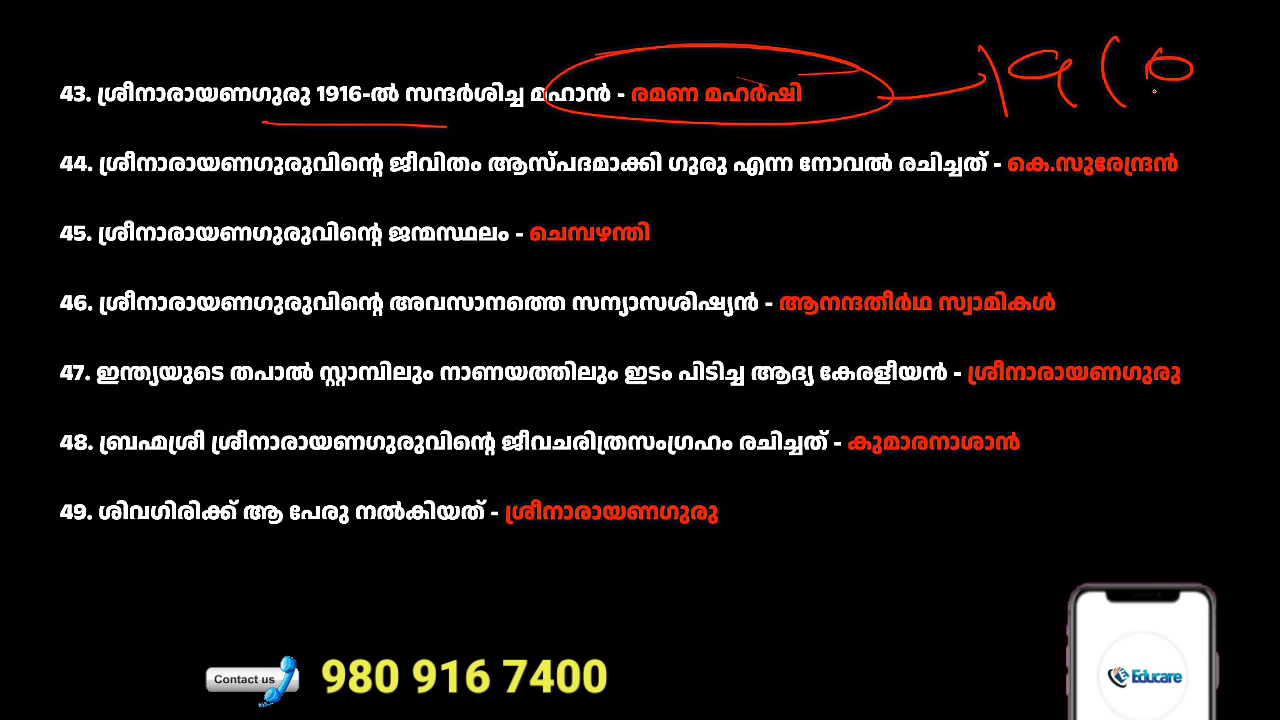 43. ശ്രീനാരായണഗുരു 1916-ൽ സന്ദർശിച്ച മഹാൻ - രമണ മഹർഷി
44. ശ്രീനാരായണഗുരുവിന്റെ ജീവിതം ആസ്പദമാക്കി ഗുരു എന്ന നോവൽ രചിച്ചത് - കെ.സുരേന്ദ്രൻ
45. ശ്രീനാരായണഗുരുവിന്റെ ജന്മസ്ഥലം - ചെമ്പഴന്തി
46. ശ്രീനാരായണഗുരുവിന്റെ അവസാനത്തെ സന്യാസശിഷ്യൻ - ആനന്ദതീർഥ സ്വാമികൾ
47. ഇന്ത്യയുടെ തപാൽ സ്റ്റാമ്പിലും നാണയത്തിലും ഇടം പിടിച്ച ആദ്യ കേരളീയൻ - ശ്രീനാരായണഗുരു
48. ബ്രഹ്മശ്രീ ശ്രീനാരായണഗുരുവിന്റെ ജീവചരിത്രസംഗ്രഹം രചിച്ചത് - കുമാരനാശാൻ
49. ശിവഗിരിക്ക് ആ പേരു നൽകിയത് - ശ്രീനാരായണഗുരു
Contact us 980 916 7400
Educare